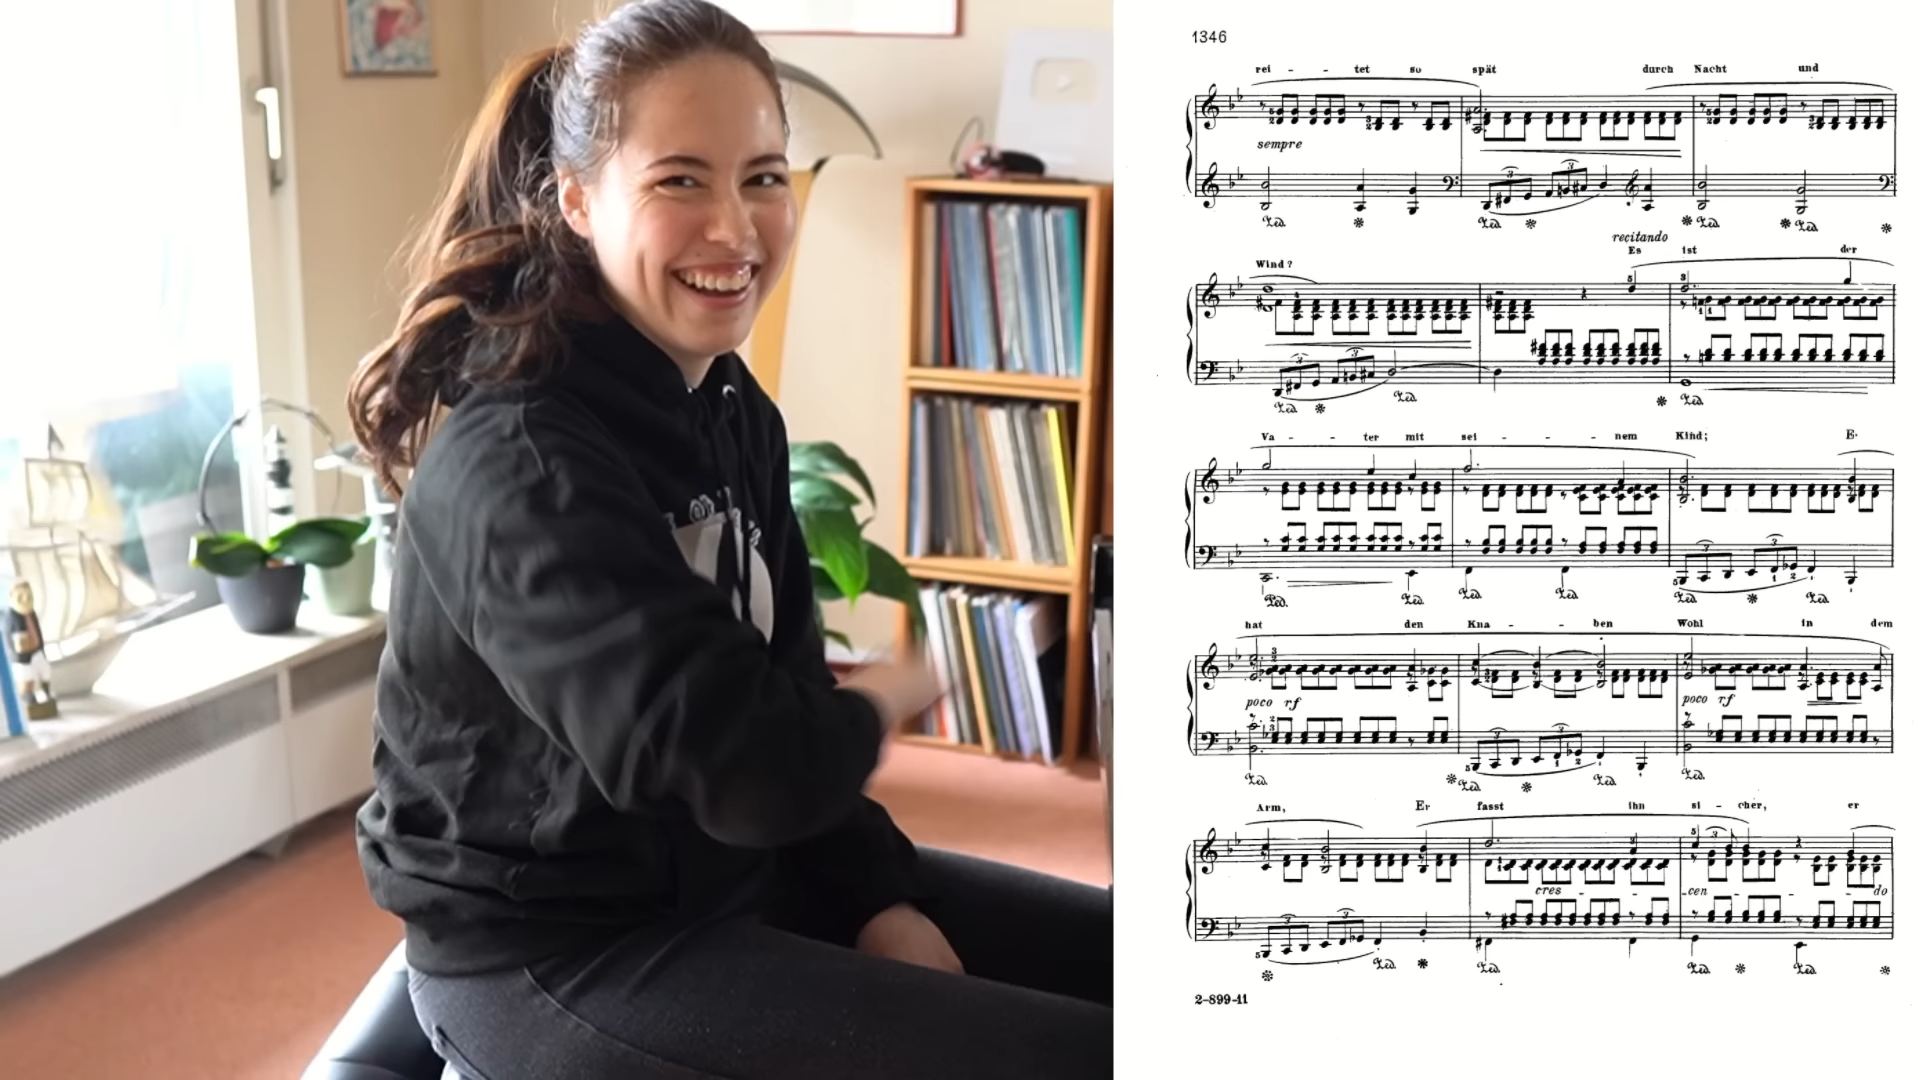 1346
rei - - tet so spät durch Nacht und
sempre
recitando
Es ist der
Wind?
Va - - ter mit sei - - - nem Kind; E.
hat den Kna - - ben Wohl in dem
poco rf poco rf
Arm, Er fasst ihn si - cher, er
cres - - cen - - do
2-899-11